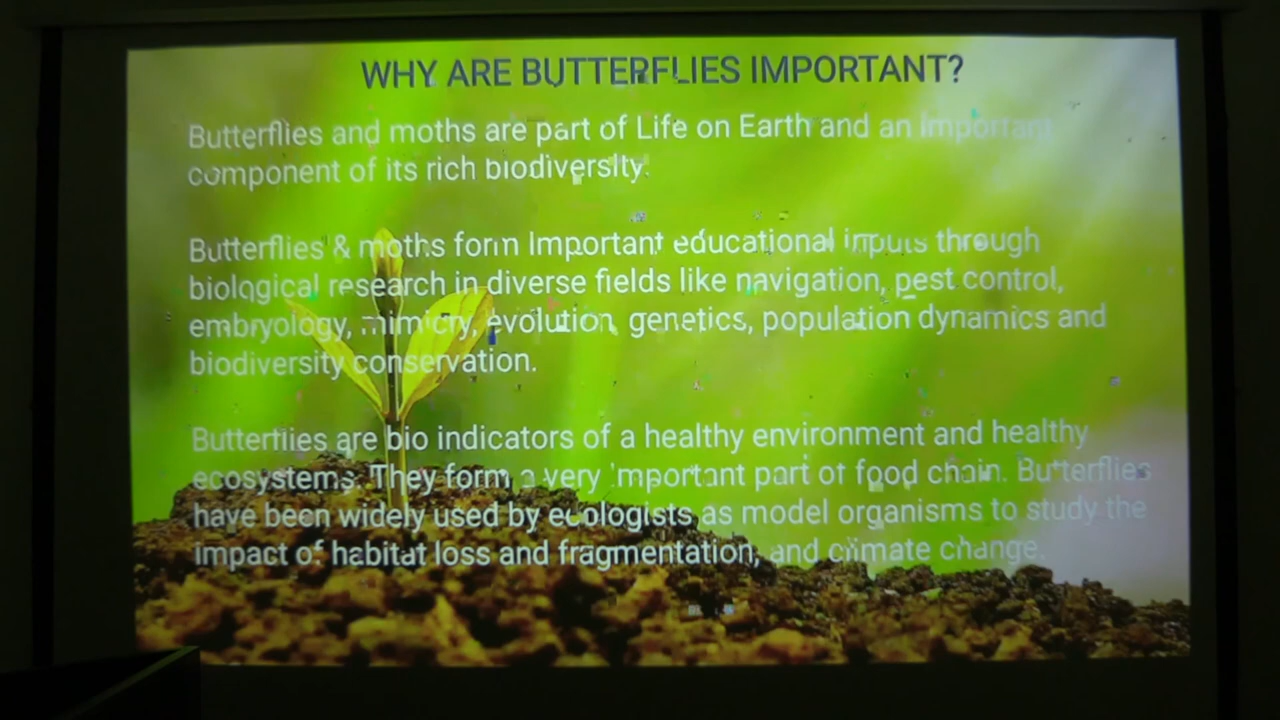 WHY ARE BUTTERFLIES IMPORTANT?
Butterflies and moths are part of Life on Earth and an important
component of its rich biodiversity.
Butterflies & moths form Important educational inputs through
biological research in diverse fields like navigation, pest control,
embryology, mimicry, evolution, genetics, population dynamics and
biodiversity conservation.
Butterflies are bio indicators of a healthy environment and healthy
ecosystems. They form a very important part of food chain. Butterflies
have been widely used by ecologists as model organisms to study the
impact of habitat loss and fragmentation, and climate change.